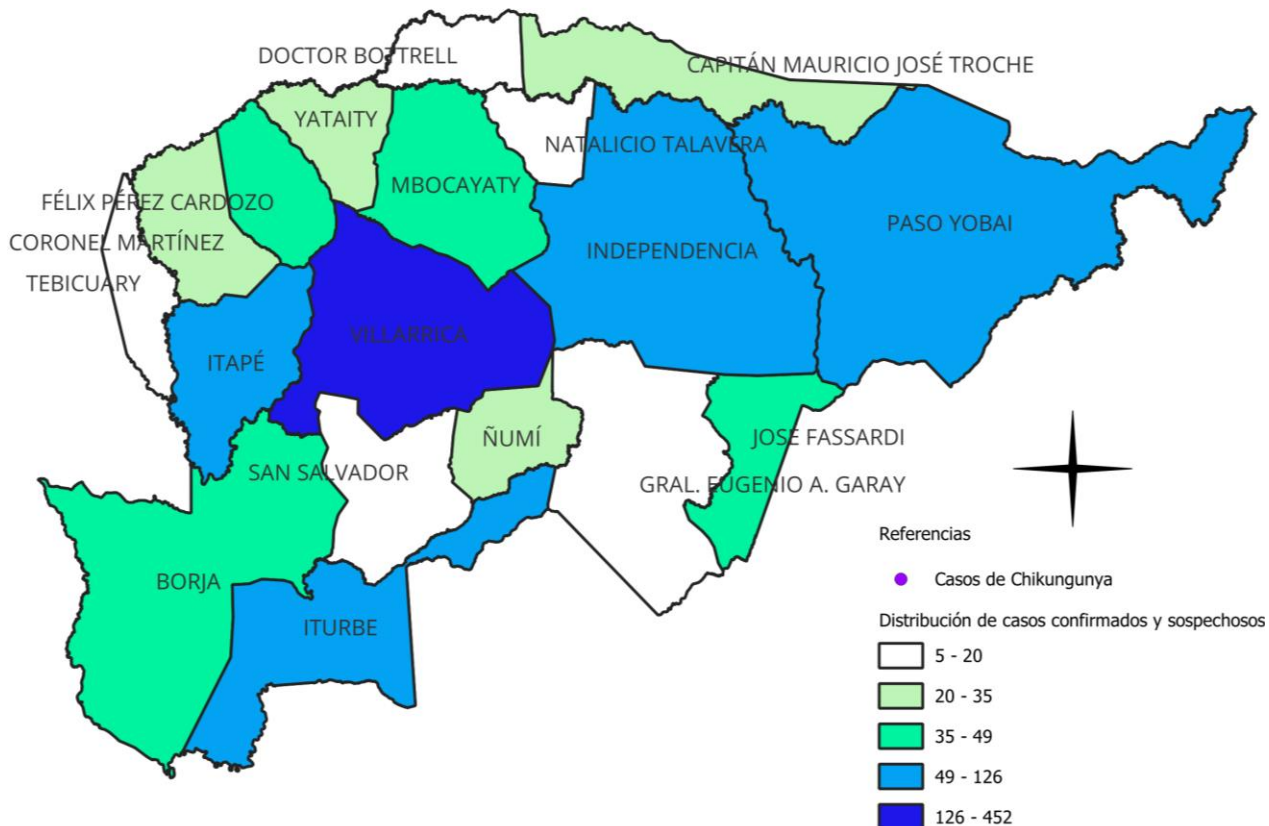 DOCTOR BOTTRELL
CAPITÁN MAURICIO JOSÉ TROCHE
YATAITY
NATALICIO TALAVERA
MBOCAYATY
FÉLIX PÉREZ CARDOZO
PASO YOBAI
CORONEL MARTÍNEZ
INDEPENDENCIA
TEBICUARY
VILLARRICA
ITAPÉ
ÑUMÍ
JOSE FASSARDI
SAN SALVADOR
GRAL. EUGENIO A. GARAY
BORJA
ITURBE
Referencias
Casos de Chikungunya
Distribución de casos confirmados y sospechosos
5 - 20
20 - 35
35 - 49
49 - 126
126 - 452